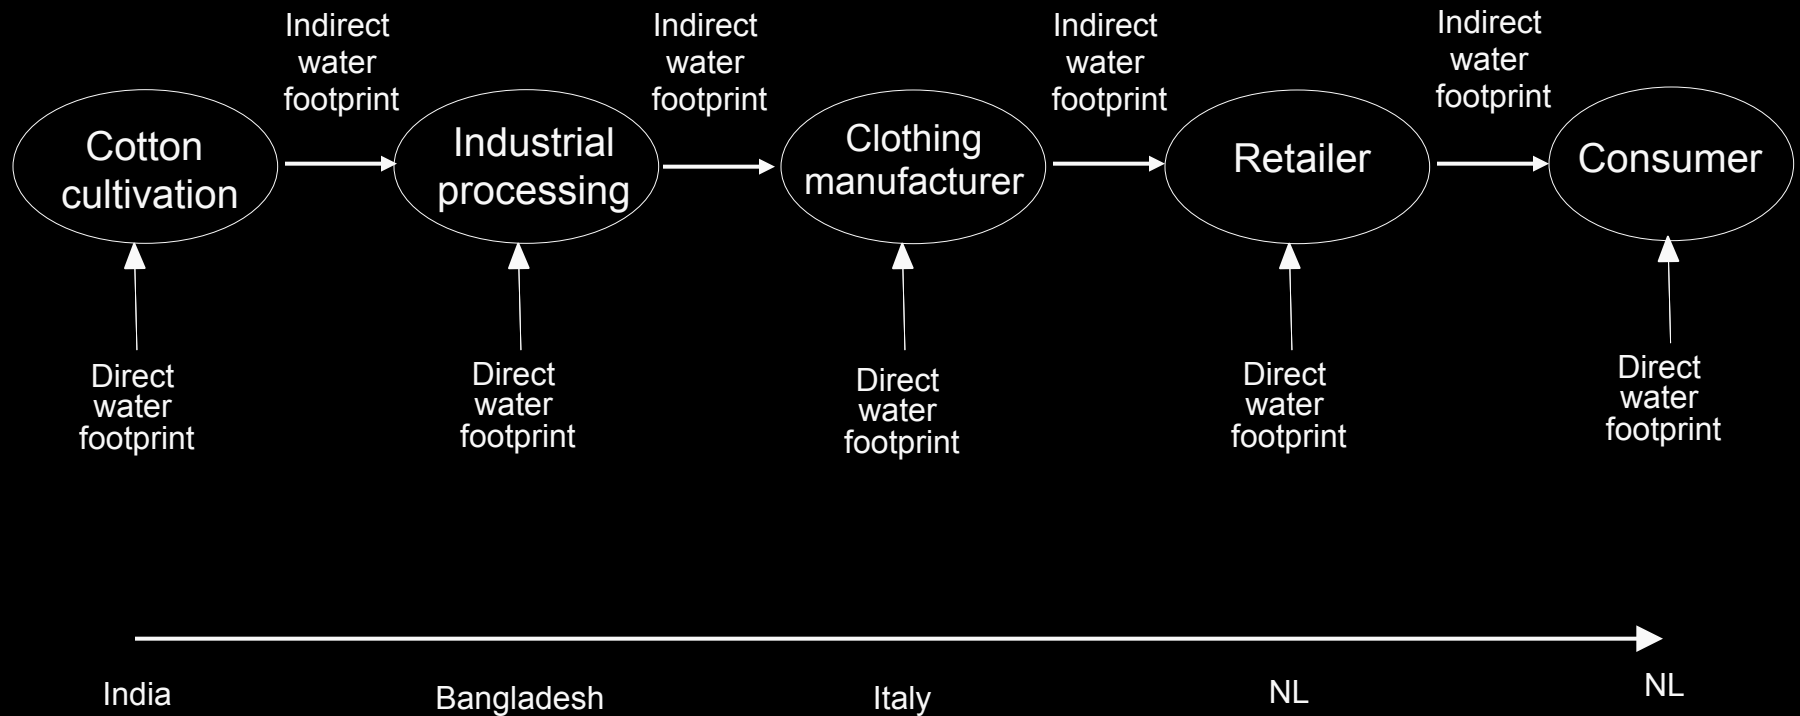 Indirect
water
footprint
Indirect
water
footprint
Indirect
water
footprint
Indirect
water
footprint
Cotton
cultivation
Industrial
processing
Clothing
manufacturer
Retailer
Consumer
Direct
water
footprint
Direct
water
footprint
Direct
water
footprint
Direct
water
footprint
Direct
water
footprint
India
Bangladesh
Italy
NL
NL